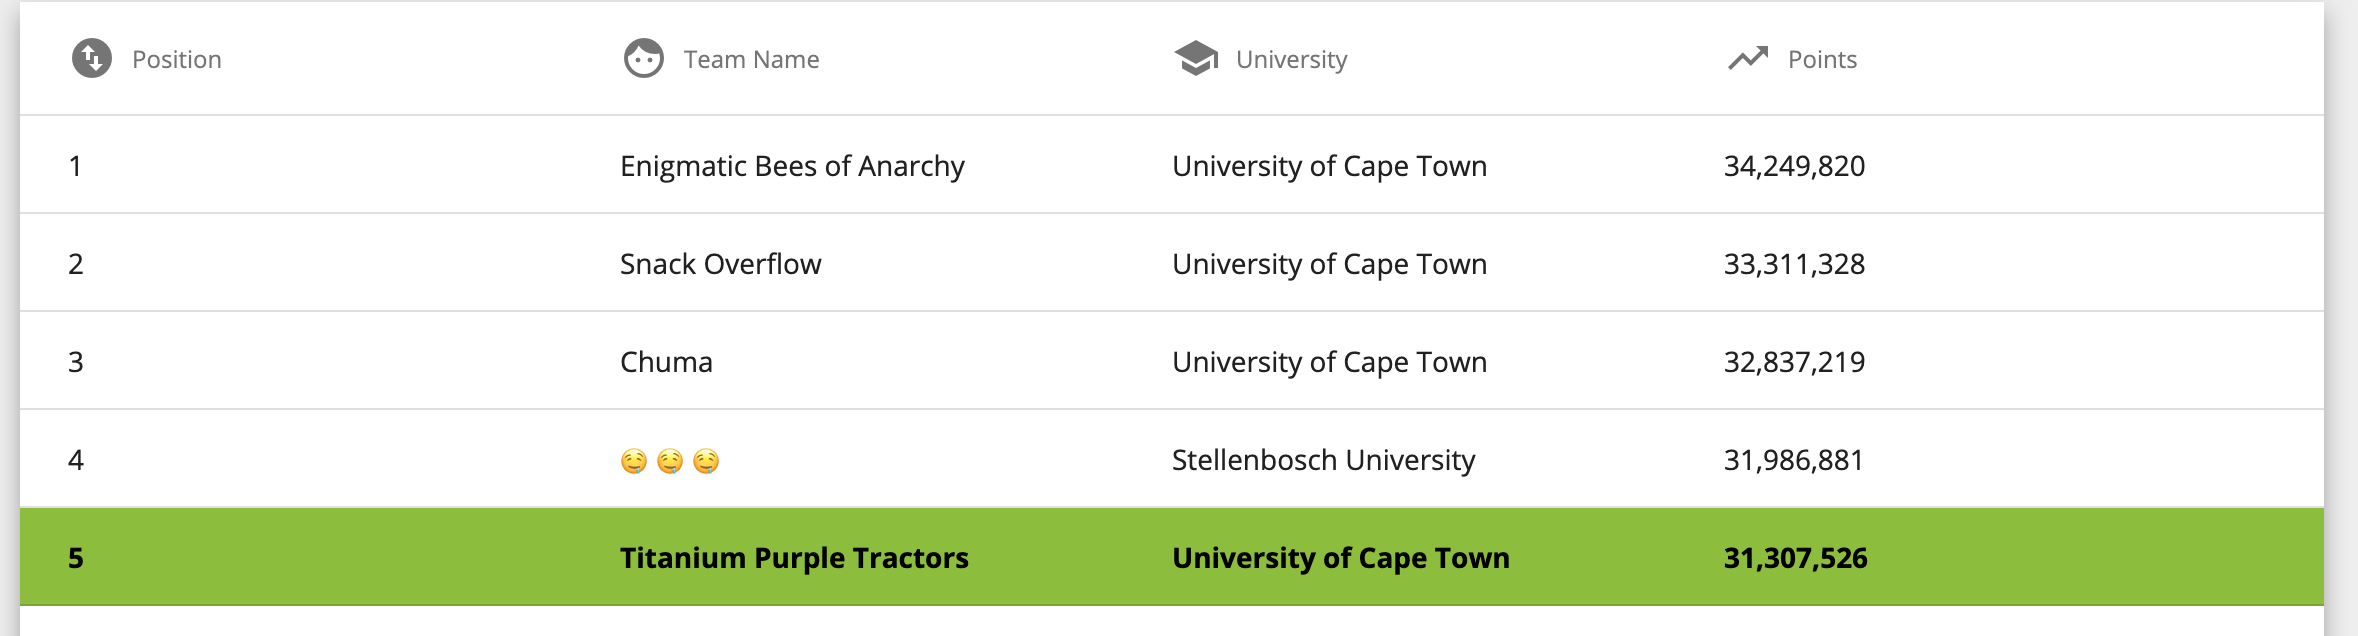 Position Team Name University Points
1 Enigmatic Bees of Anarchy University of Cape Town 34,249,820
2 Snack Overflow University of Cape Town 33,311,328
3 Chuma University of Cape Town 32,837,219
4 🤤 🤤 🤤 Stellenbosch University 31,986,881
5 Titanium Purple Tractors University of Cape Town 31,307,526